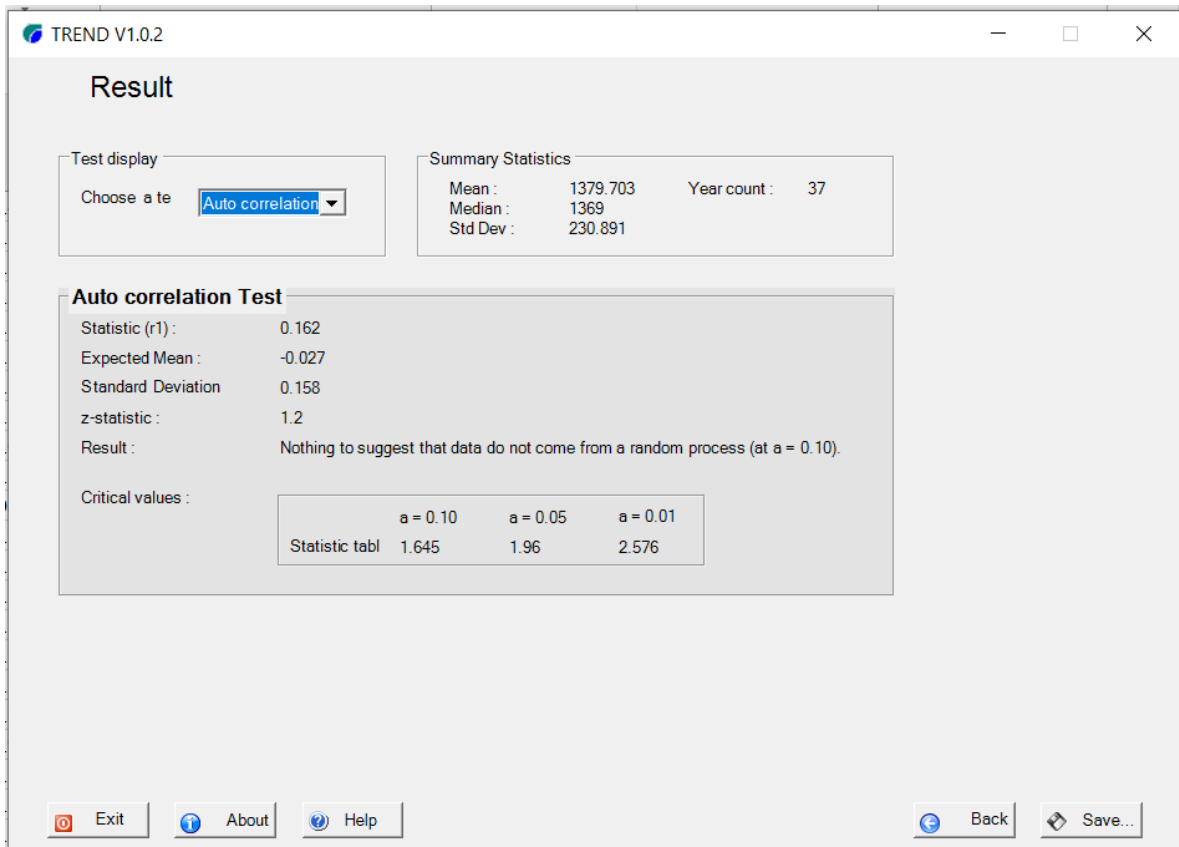 TREND V1.0.2
Result
Test display
Choose a te Auto correlation
Summary Statistics
Mean : 1379.703 Year count : 37
Median : 1369
Std Dev : 230.891
Auto correlation Test
Statistic (r1) : 0.162
Expected Mean : -0.027
Standard Deviation 0.158
z-statistic : 1.2
Result : Nothing to suggest that data do not come from a random process (at a = 0.10).
Critical values :
a = 0.10 a = 0.05 a = 0.01
Statistic tabl 1.645 1.96 2.576
Exit About Help Back Save...